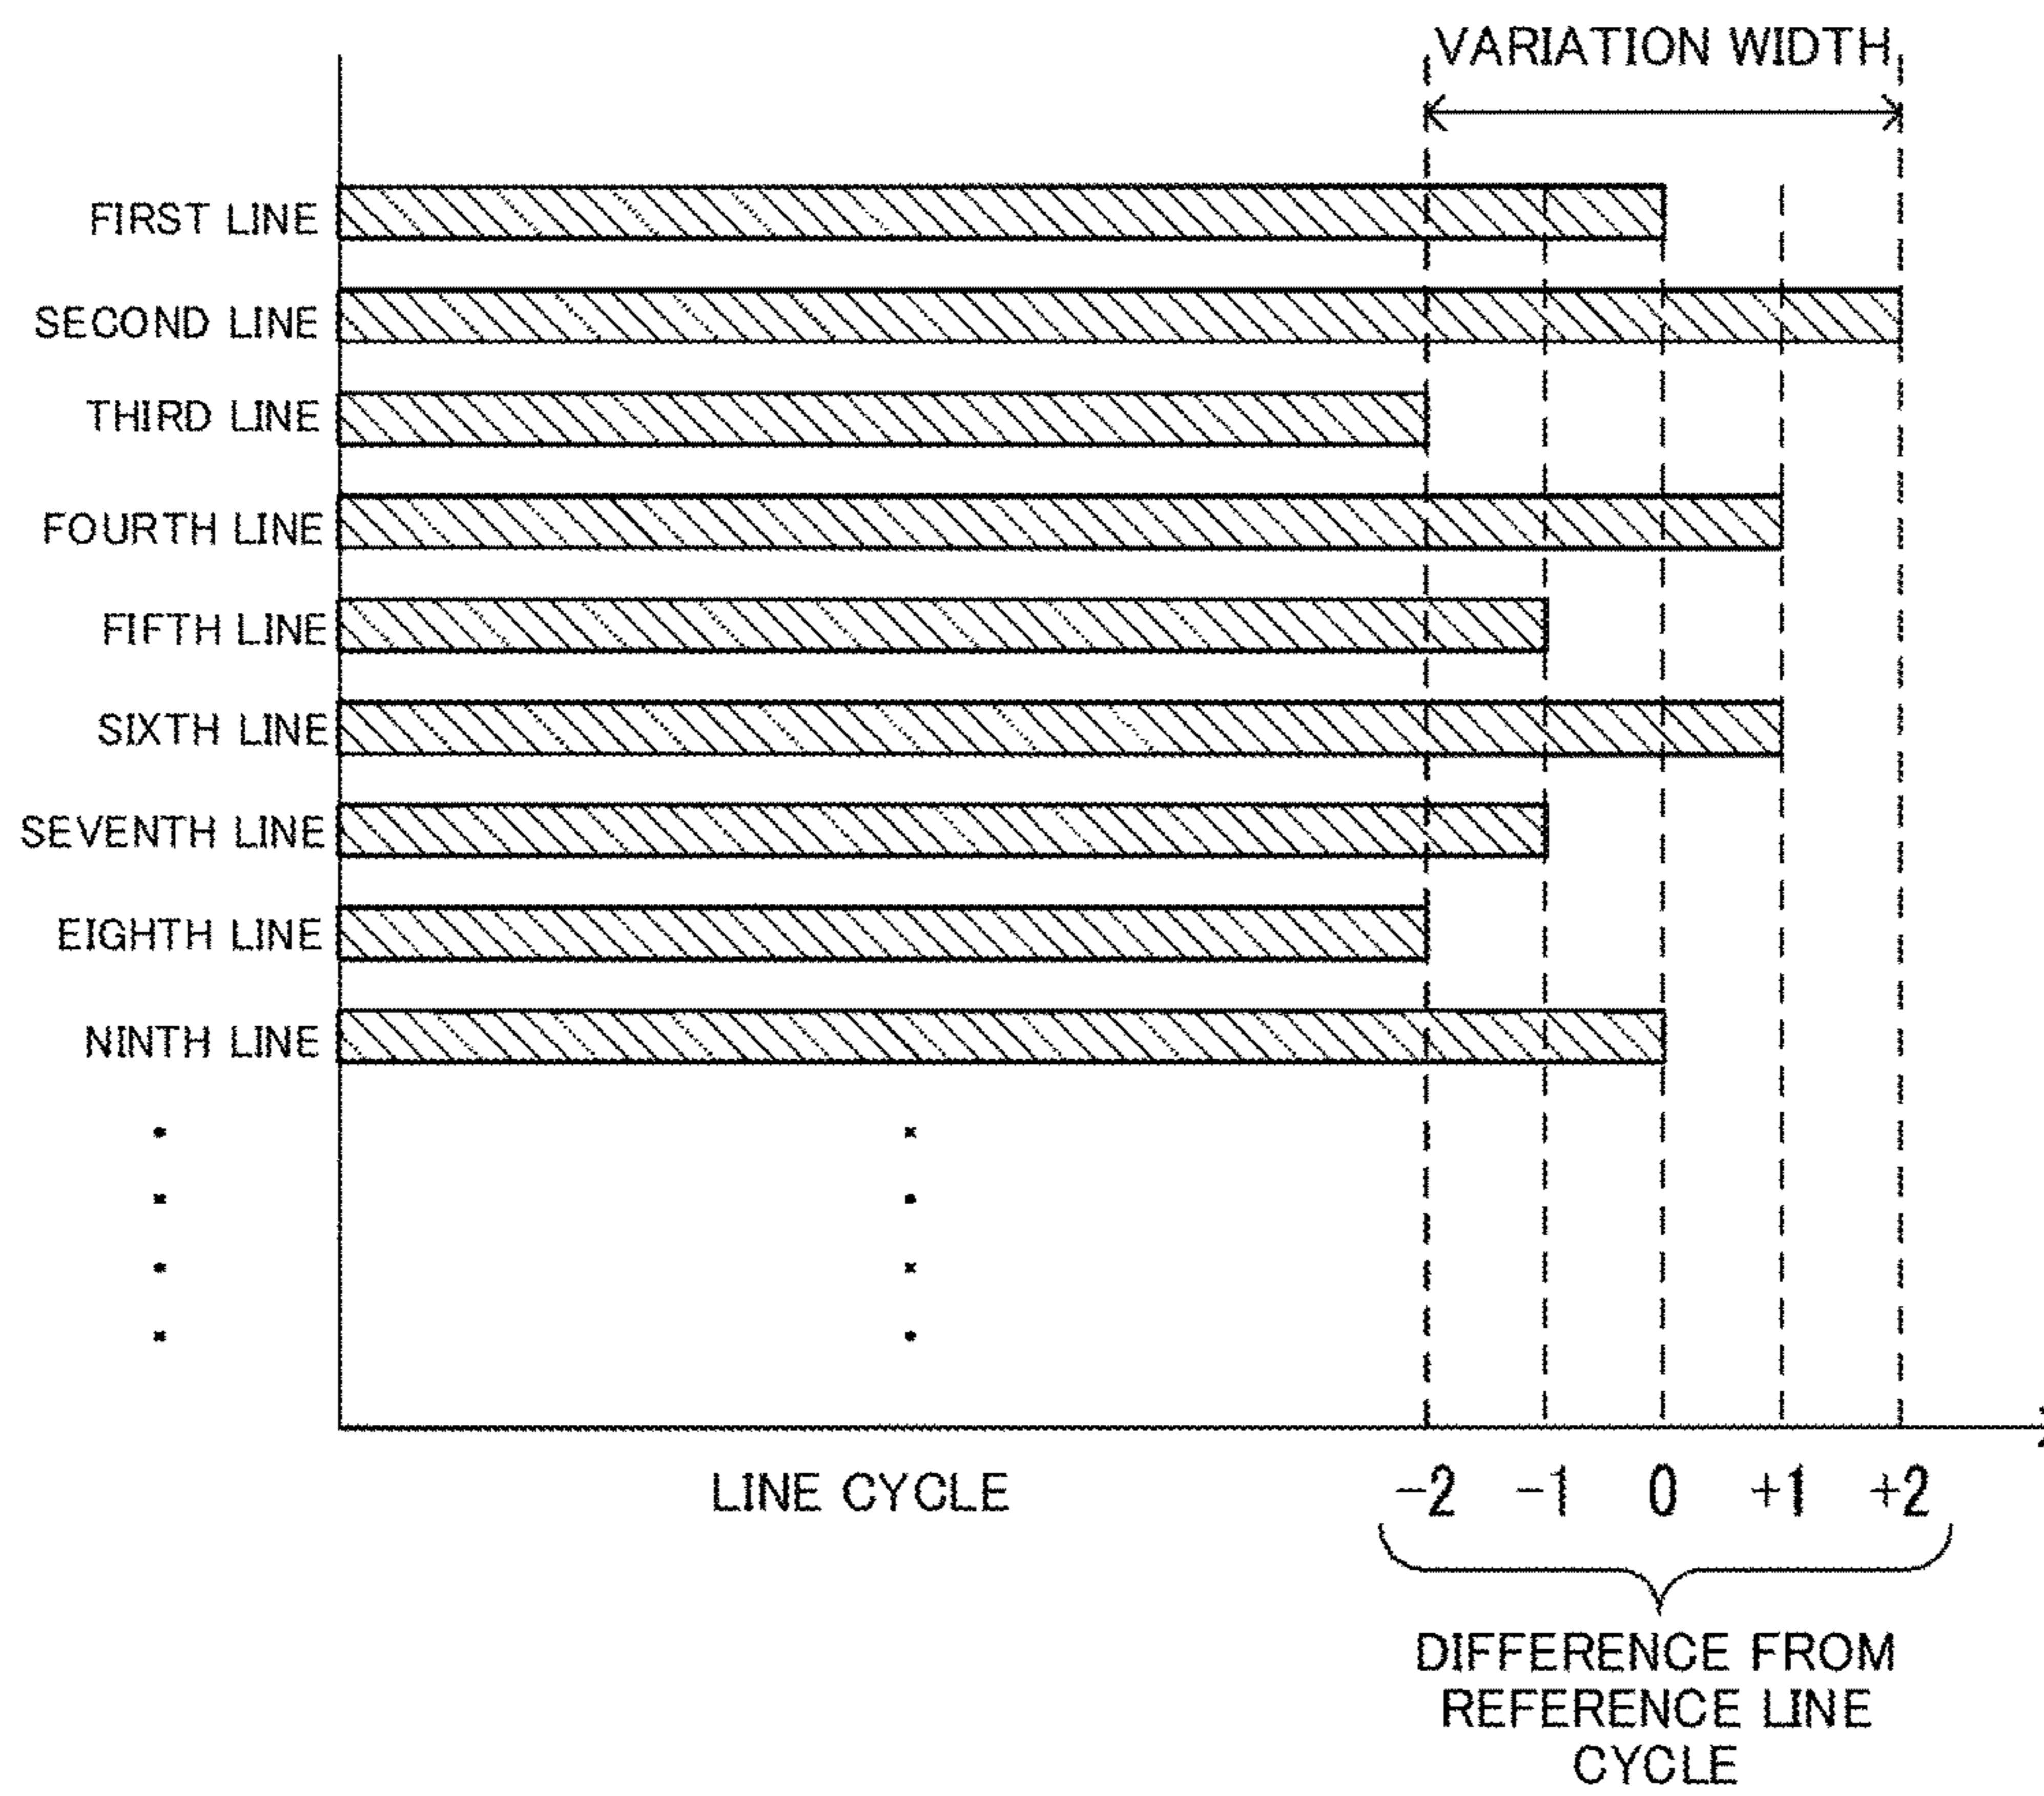 VARIATION WIDTH
FIRST LINE
SECOND LINE
THIRD LINE
FOURTH LINE
FIFTH LINE
SIXTH LINE
SEVENTH LINE
EIGHTH LINE
NINTH LINE
LINE CYCLE
-2 -1 0 +1 +2
DIFFERENCE FROM
REFERENCE LINE
CYCLE